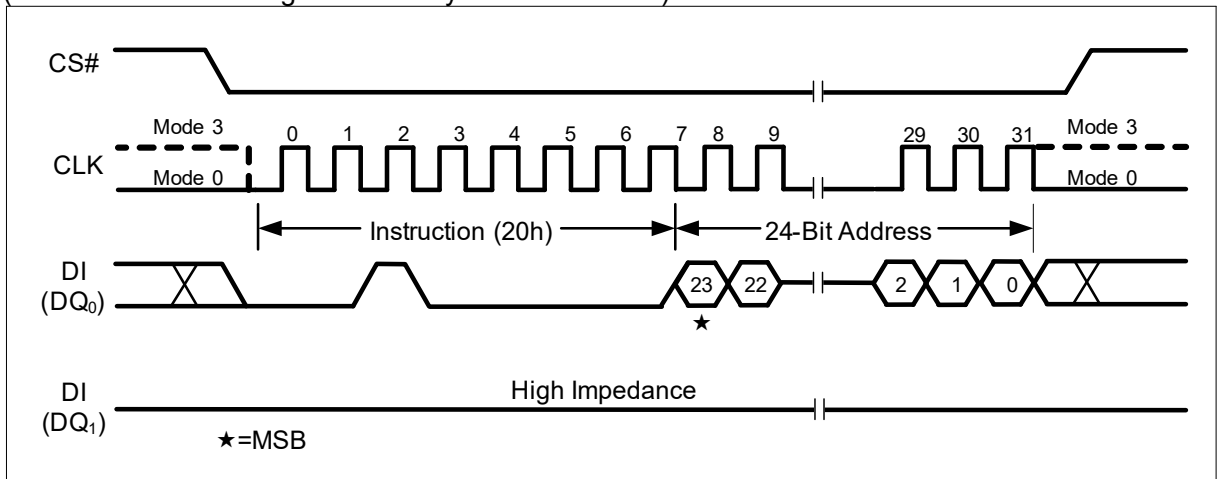 CS#
Mode 3 0 1 2 3 4 5 6 7 8 9 29 30 31 Mode 3
CLK
Mode 0 Mode 0
Instruction (20h) 24-Bit Address
DI
(DQ0) 23 22 2 1 0
★
High Impedance
DI
(DQ1)
★=MSB